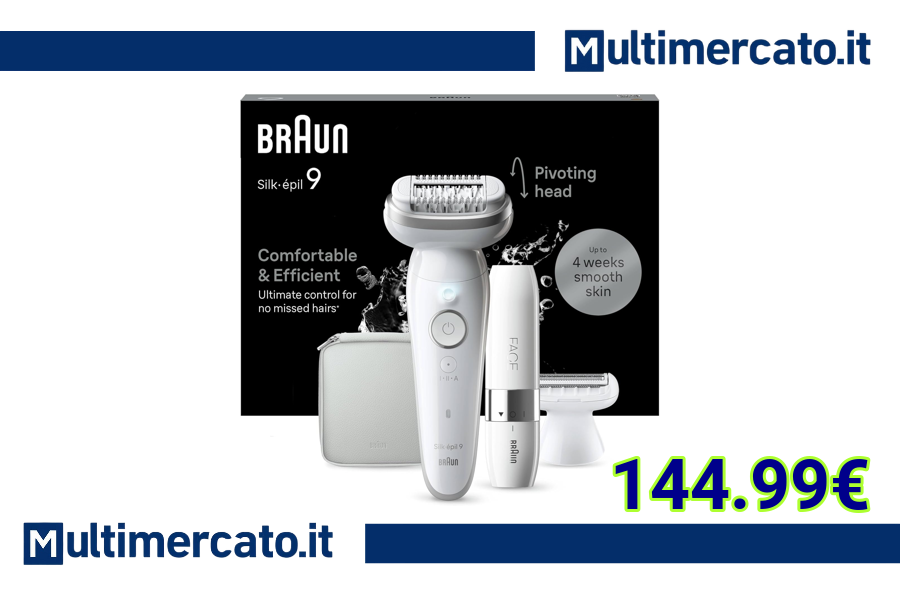 Multimercato.it
BRAUN
Silk·épil 9
Pivoting
head
Comfortable
& Efficient
Ultimate control for
no missed hairs*
Up to
4 weeks
smooth
skin
FACE
I·II·A
Silk·épil 9
BRAUN
BRAUN
144.99€
Multimercato.it